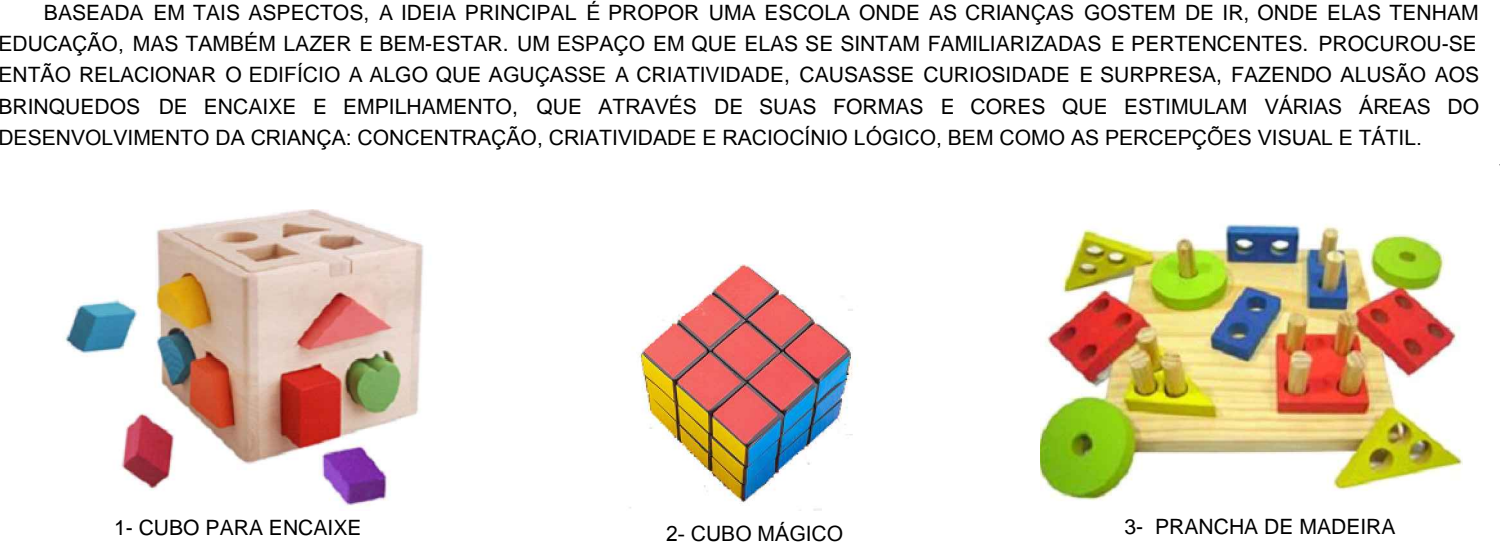 BASEADA EM TAIS ASPECTOS, A IDEIA PRINCIPAL É PROPOR UMA ESCOLA ONDE AS CRIANÇAS GOSTEM DE IR, ONDE ELAS TENHAM
EDUCAÇÃO, MAS TAMBÉM LAZER E BEM-ESTAR. UM ESPAÇO EM QUE ELAS SE SINTAM FAMILIARIZADAS E PERTENCENTES. PROCUROU-SE
ENTÃO RELACIONAR O EDIFÍCIO A ALGO QUE AGUÇASSE A CRIATIVIDADE, CAUSASSE CURIOSIDADE E SURPRESA, FAZENDO ALUSÃO AOS
BRINQUEDOS DE ENCAIXE E EMPILHAMENTO, QUE ATRAVÉS DE SUAS FORMAS E CORES QUE ESTIMULAM VÁRIAS ÁREAS DO
DESENVOLVIMENTO DA CRIANÇA: CONCENTRAÇÃO, CRIATIVIDADE E RACIOCÍNIO LÓGICO, BEM COMO AS PERCEPÇÕES VISUAL E TÁTIL.
1- CUBO PARA ENCAIXE
2- CUBO MÁGICO
3- PRANCHA DE MADEIRA